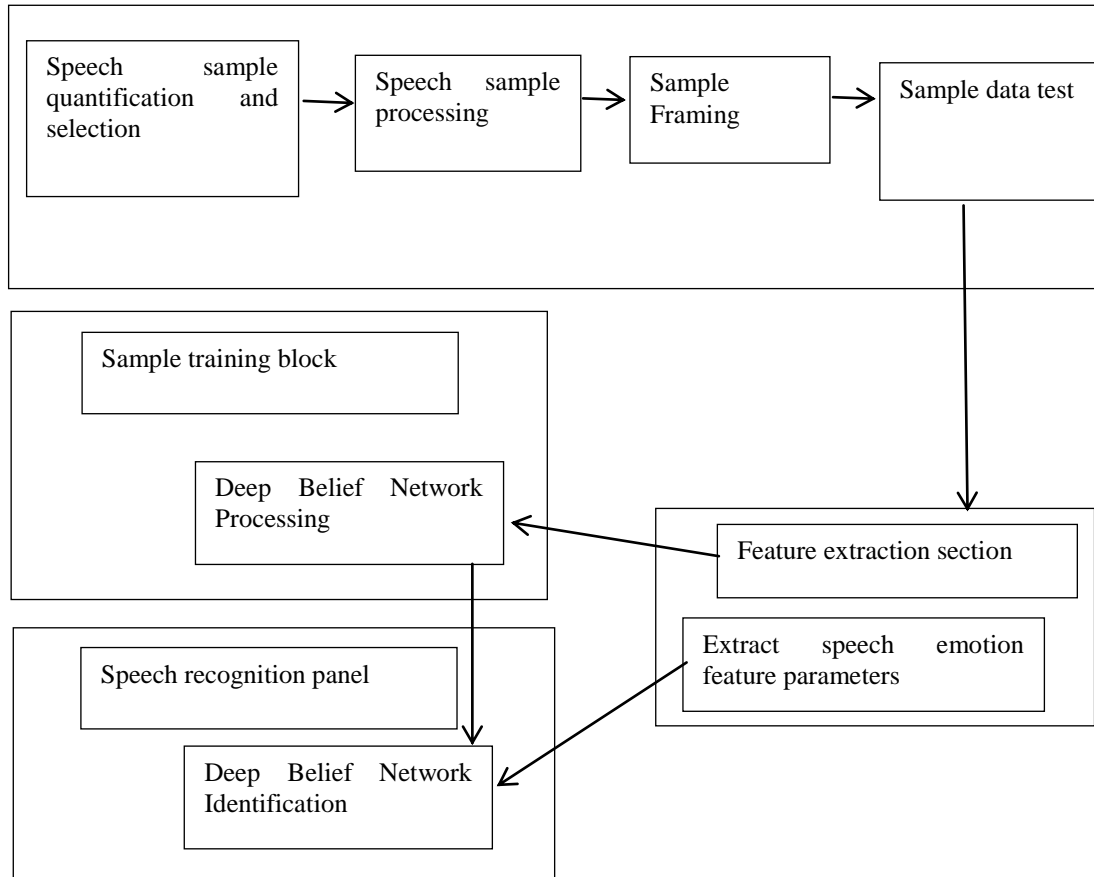 Speech sample
quantification and
selection
Speech sample
processing
Sample
Framing
Sample data test
Sample training block
Deep Belief Network
Processing
Feature extraction section
Extract speech emotion
feature parameters
Speech recognition panel
Deep Belief Network
Identification